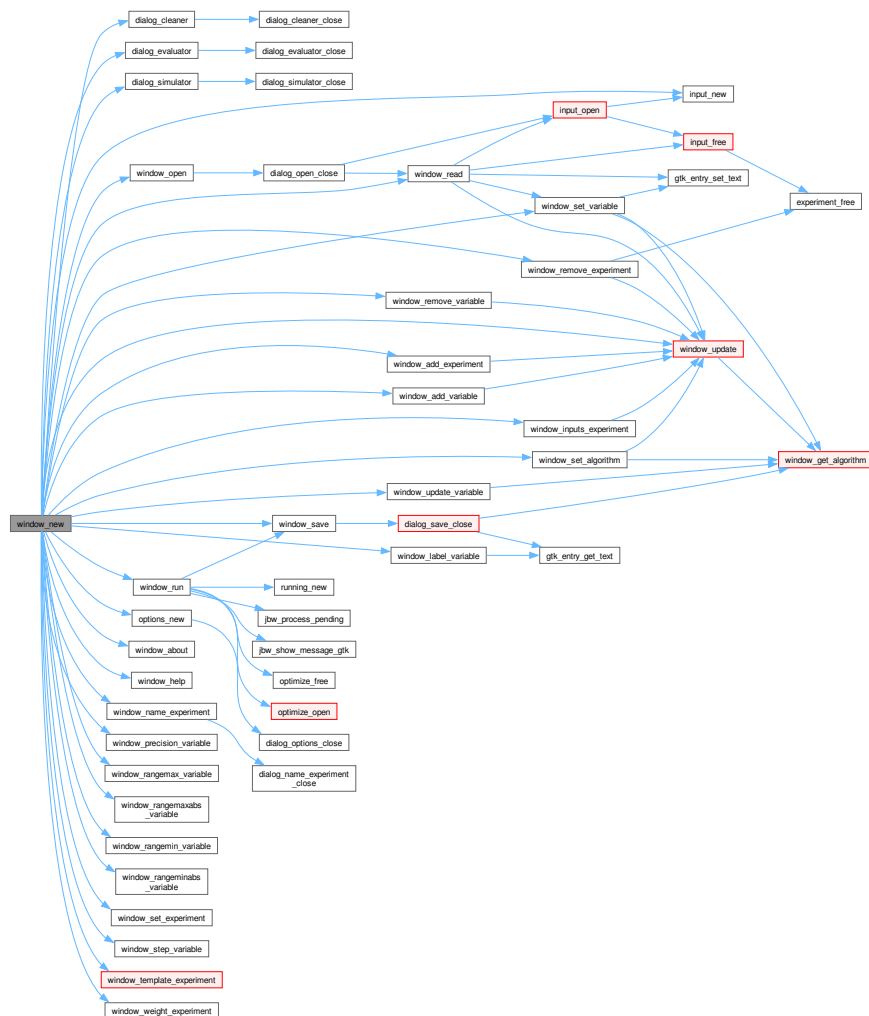 dialog_cleaner
dialog_cleaner_close
dialog_evaluator
dialog_evaluator_close
dialog_simulator
dialog_simulator_close
input_new
input_open
input_free
window_open
dialog_open_close
window_read
gtk_entry_set_text
experiment_free
window_set_variable
window_remove_experiment
window_remove_variable
window_update
window_add_experiment
window_add_variable
window_inputs_experiment
window_set_algorithm
window_get_algorithm
window_update_variable
window_new
window_save
dialog_save_close
window_label_variable
gtk_entry_get_text
window_run
running_new
options_new
jbw_process_pending
window_about
jbw_show_message_gtk
window_help
optimize_free
window_name_experiment
optimize_open
window_precision_variable
dialog_options_close
window_rangemax_variable
dialog_name_experiment
_close
window_rangemaxabs
_variable
window_rangemin_variable
window_rangeminabs
_variable
window_set_experiment
window_step_variable
window_template_experiment
window_weight_experiment